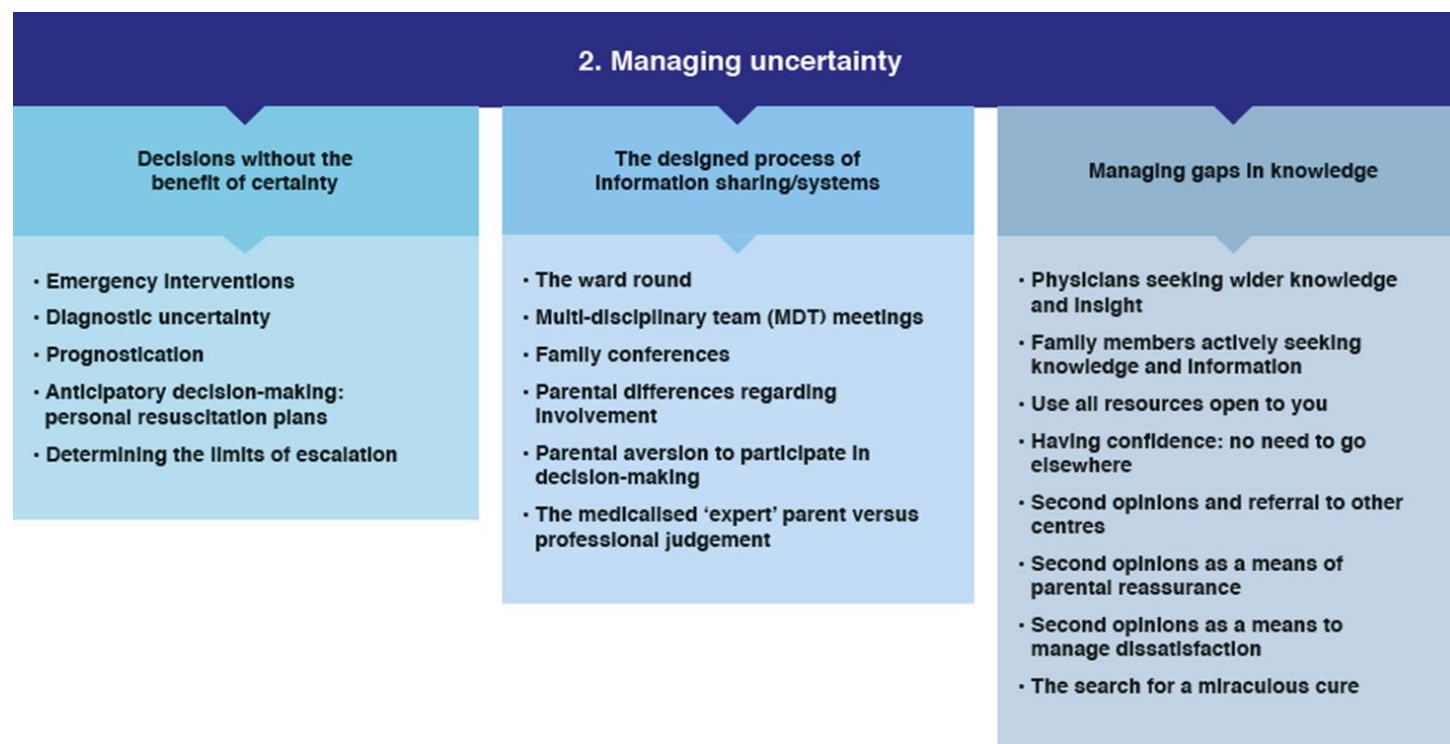 2. Managing uncertainty
Decisions without the
benefit of certainty
• Emergency interventions
• Diagnostic uncertainty
• Prognostication
• Anticipatory decision-making:
personal resuscitation plans
• Determining the limits of escalation
The designed process of
information sharing/systems
• The ward round
• Multi-disciplinary team (MDT) meetings
• Family conferences
• Parental differences regarding
involvement
• Parental aversion to participate in
decision-making
• The medicalised ‘expert’ parent versus
professional judgement
Managing gaps in knowledge
• Physicians seeking wider knowledge
and insight
• Family members actively seeking
knowledge and information
• Use all resources open to you
• Having confidence: no need to go
elsewhere
• Second opinions and referral to other
centres
• Second opinions as a means of
parental reassurance
• Second opinions as a means to
manage dissatisfaction
• The search for a miraculous cure